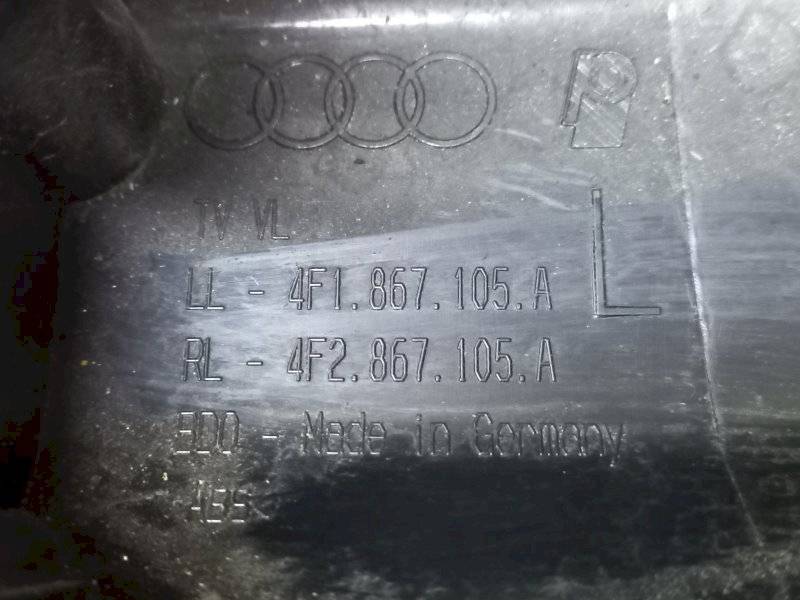 TV VL
L
LL - 4F1.867.105.A
RL - 4F2.867.105.A
BDO - Made in Germany